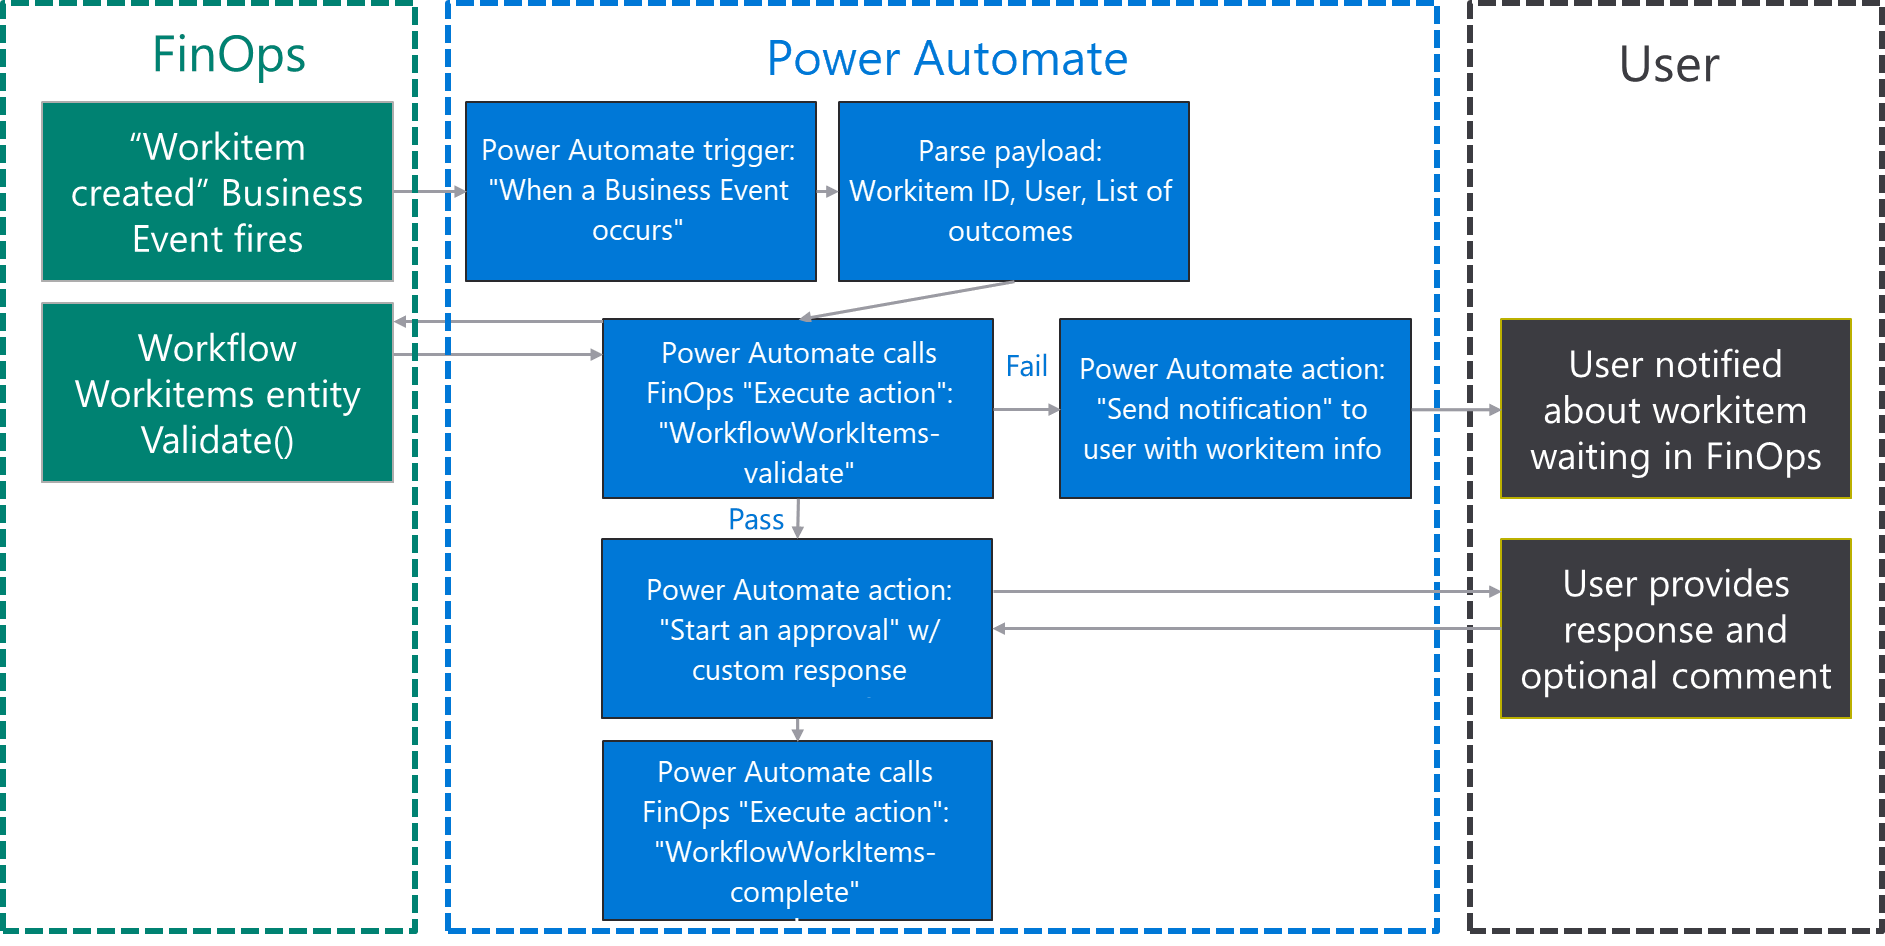 FinOps
“Workitem
created” Business
Event fires
Workflow
Workitems entity
Validate()
Power Automate
Power Automate trigger:
"When a Business Event
occurs"
Parse payload:
Workitem ID, User, List of
outcomes
Power Automate calls
FinOps "Execute action":
"WorkflowWorkItems-
validate"
Fail
Power Automate action:
"Send notification" to
user with workitem info
Pass
Power Automate action:
"Start an approval" w/
custom response
Power Automate calls
FinOps "Execute action":
"WorkflowWorkItems-
complete"
User
User notified
about workitem
waiting in FinOps
User provides
response and
optional comment